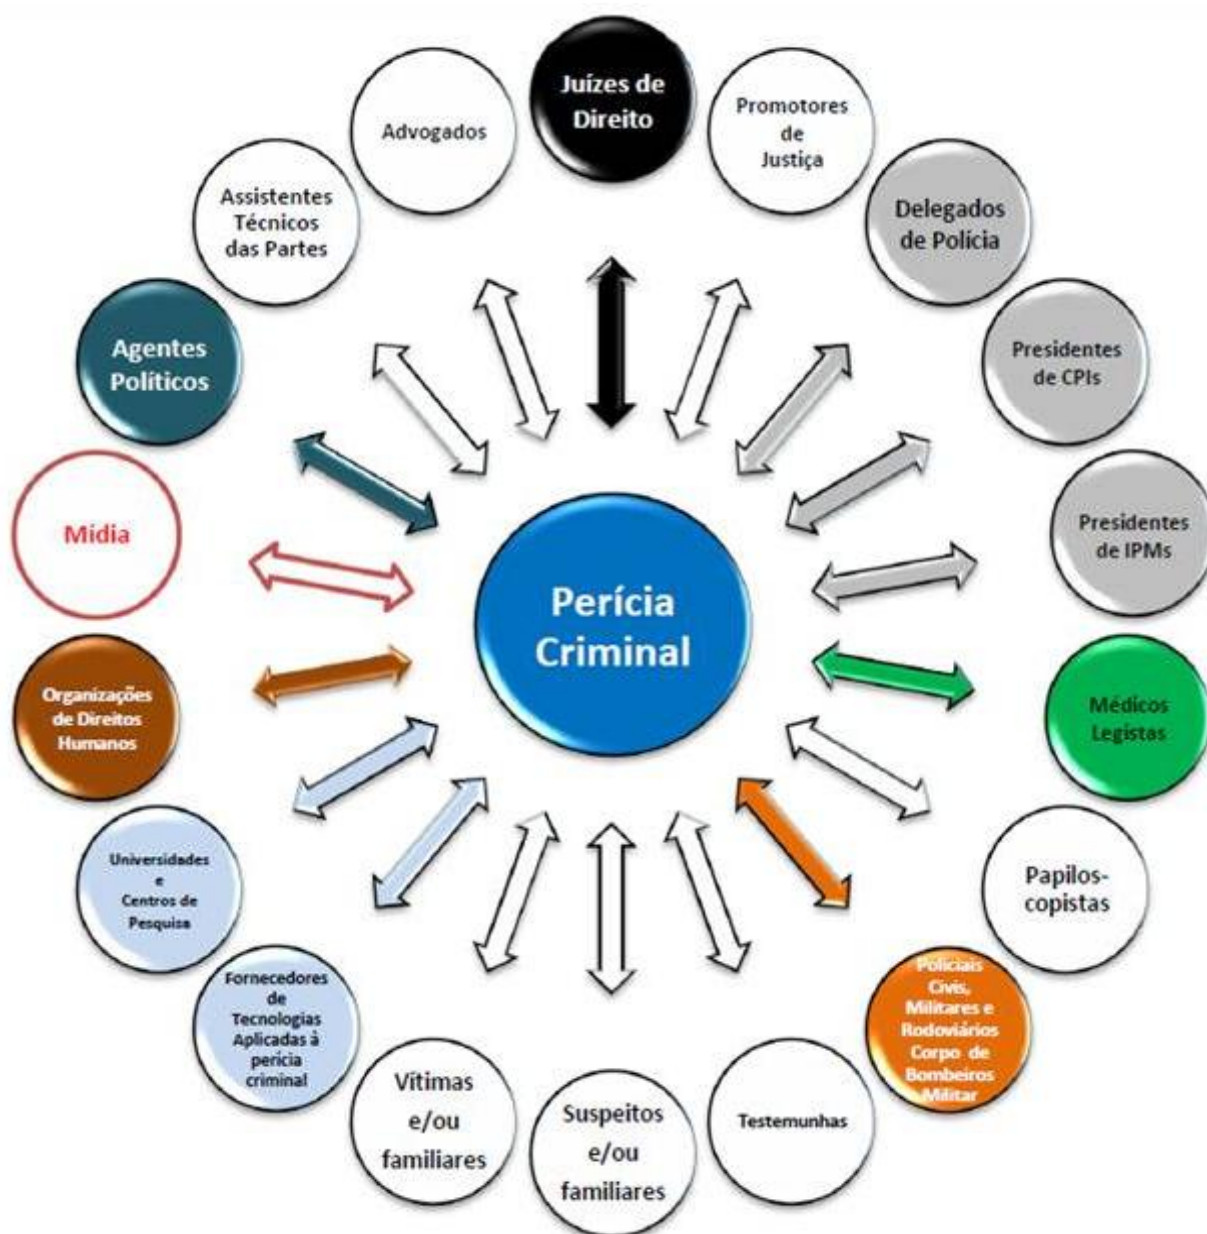 Juízes de
Direito
Promotores
de
Justiça
Delegados
de Polícia
Presidentes
de CPIs
Presidentes
de IPMs
Médicos
Legistas
Papilos-
copistas
Policiais
Civis,
Militares e
Rodoviários
Corpo de
Bombeiros
Militar
Testemunhas
Suspeitos
e/ou
familiares
Vítimas
e/ou
familiares
Fornecedores
de
Tecnologias
Aplicadas à
perícia
criminal
Universidades
e
Centros de
Pesquisa
Organizações
de Direitos
Humanos
Mídia
Agentes
Políticos
Assistentes
Técnicos
das Partes
Advogados
Perícia
Criminal